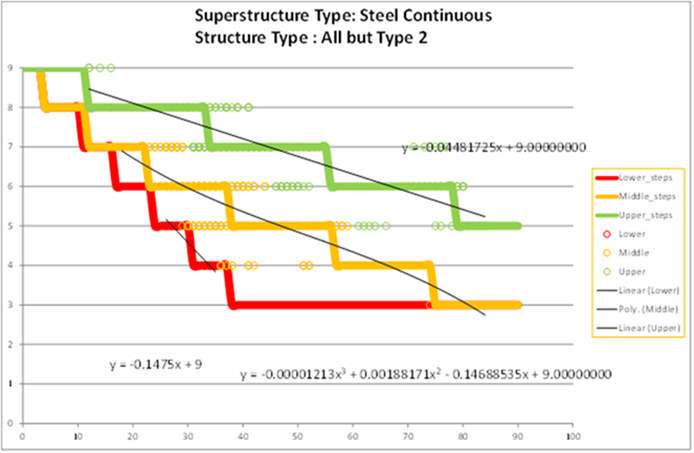 Superstructure Type: Steel Continuous
Structure Type : All but Type 2
9
8
7
6
5
4
3
2
1
0
0 10 20 30 40 50 60 70 80 90 100
y = -0.04481725x + 9.00000000
y = -0.1475x + 9
y = -0.00001213x³ + 0.00188171x² - 0.14688535x + 9.00000000
Lower_steps
Middle_steps
Upper_steps
Lower
Middle
Upper
Linear (Lower)
Poly. (Middle)
Linear (Upper)